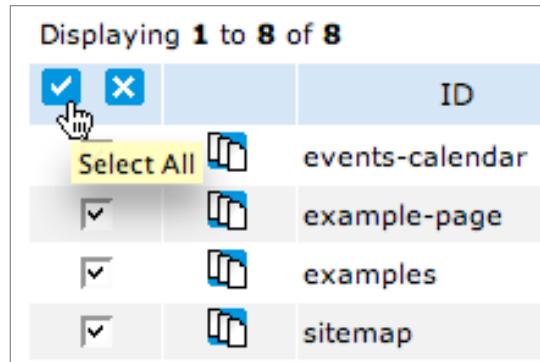 Displaying 1 to 8 of 8
ID
Select All
events-calendar
example-page
examples
sitemap